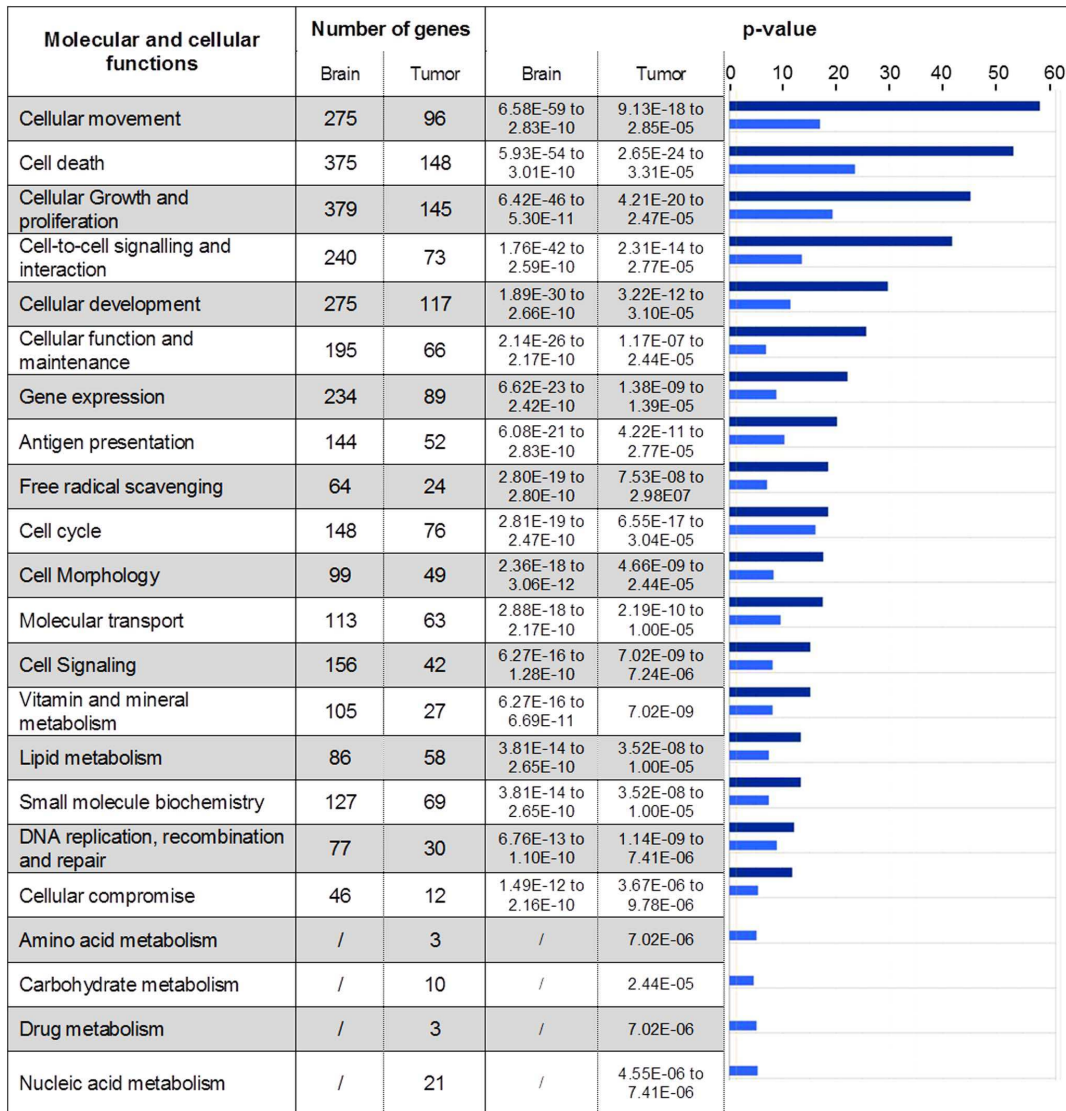 Molecular and cellular functions
Number of genes
p-value
Brain Tumor Brain Tumor 0 10 20 30 40 50 60
Cellular movement 275 96 6.58E-59 to 2.83E-10 9.13E-18 to 2.85E-05
Cell death 375 148 5.93E-54 to 3.01E-10 2.65E-24 to 3.31E-05
Cellular Growth and proliferation 379 145 6.42E-46 to 5.30E-11 4.21E-20 to 2.47E-05
Cell-to-cell signalling and interaction 240 73 1.76E-42 to 2.59E-10 2.31E-14 to 2.77E-05
Cellular development 275 117 1.89E-30 to 2.66E-10 3.22E-12 to 3.10E-05
Cellular function and maintenance 195 66 2.14E-26 to 2.17E-10 1.17E-07 to 2.44E-05
Gene expression 234 89 6.62E-23 to 2.42E-10 1.38E-09 to 1.39E-05
Antigen presentation 144 52 6.08E-21 to 2.83E-10 4.22E-11 to 2.77E-05
Free radical scavenging 64 24 2.80E-19 to 2.80E-10 7.53E-08 to 2.98E07
Cell cycle 148 76 2.81E-19 to 2.47E-10 6.55E-17 to 3.04E-05
Cell Morphology 99 49 2.36E-18 to 3.06E-12 4.66E-09 to 2.44E-05
Molecular transport 113 63 2.88E-18 to 2.17E-10 2.19E-10 to 1.00E-05
Cell Signaling 156 42 6.27E-16 to 1.28E-10 7.02E-09 to 7.24E-06
Vitamin and mineral metabolism 105 27 6.27E-16 to 6.69E-11 7.02E-09
Lipid metabolism 86 58 3.81E-14 to 2.65E-10 3.52E-08 to 1.00E-05
Small molecule biochemistry 127 69 3.81E-14 to 2.65E-10 3.52E-08 to 1.00E-05
DNA replication, recombination and repair 77 30 6.76E-13 to 1.10E-10 1.14E-09 to 7.41E-06
Cellular compromise 46 12 1.49E-12 to 2.16E-10 3.67E-06 to 9.78E-06
Amino acid metabolism / 3 / 7.02E-06
Carbohydrate metabolism / 10 / 2.44E-05
Drug metabolism / 3 / 7.02E-06
Nucleic acid metabolism / 21 / 4.55E-06 to 7.41E-06